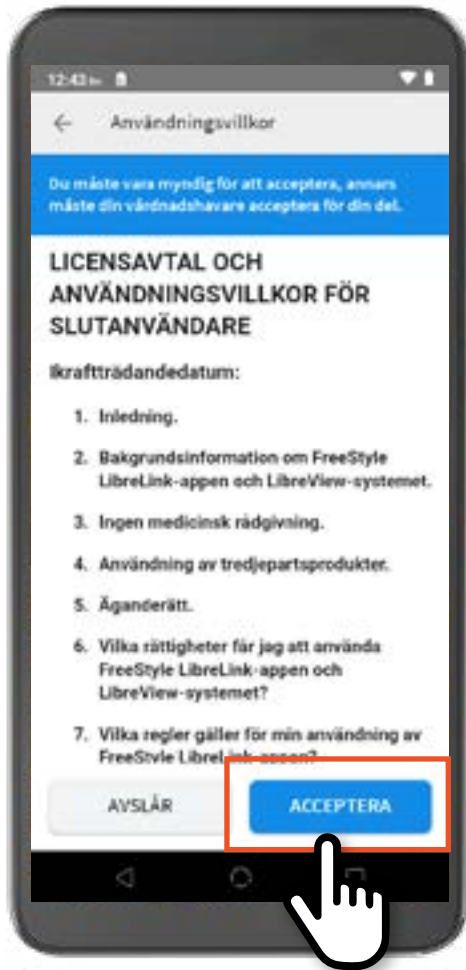 12:43
Användningsvillkor
Du måste vara myndig för att acceptera, annars
måste din vårdnadshavare acceptera för din del.
LICENSAVTAL OCH
ANVÄNDNINGSVILLKOR FÖR
SLUTANVÄNDARE
Ikraftträdandedatum:
1. Inledning.
2. Bakgrundsinformation om FreeStyle
LibreLink-appen och LibreView-systemet.
3. Ingen medicinsk rådgivning.
4. Användning av tredjepartsprodukter.
5. Äganderätt.
6. Vilka rättigheter får jag att använda
FreeStyle LibreLink-appen och
LibreView-systemet?
7. Vilka regler gäller för min användning av
FreeStyle LibreLink-appen?
AVSLÅR
ACCEPTERA